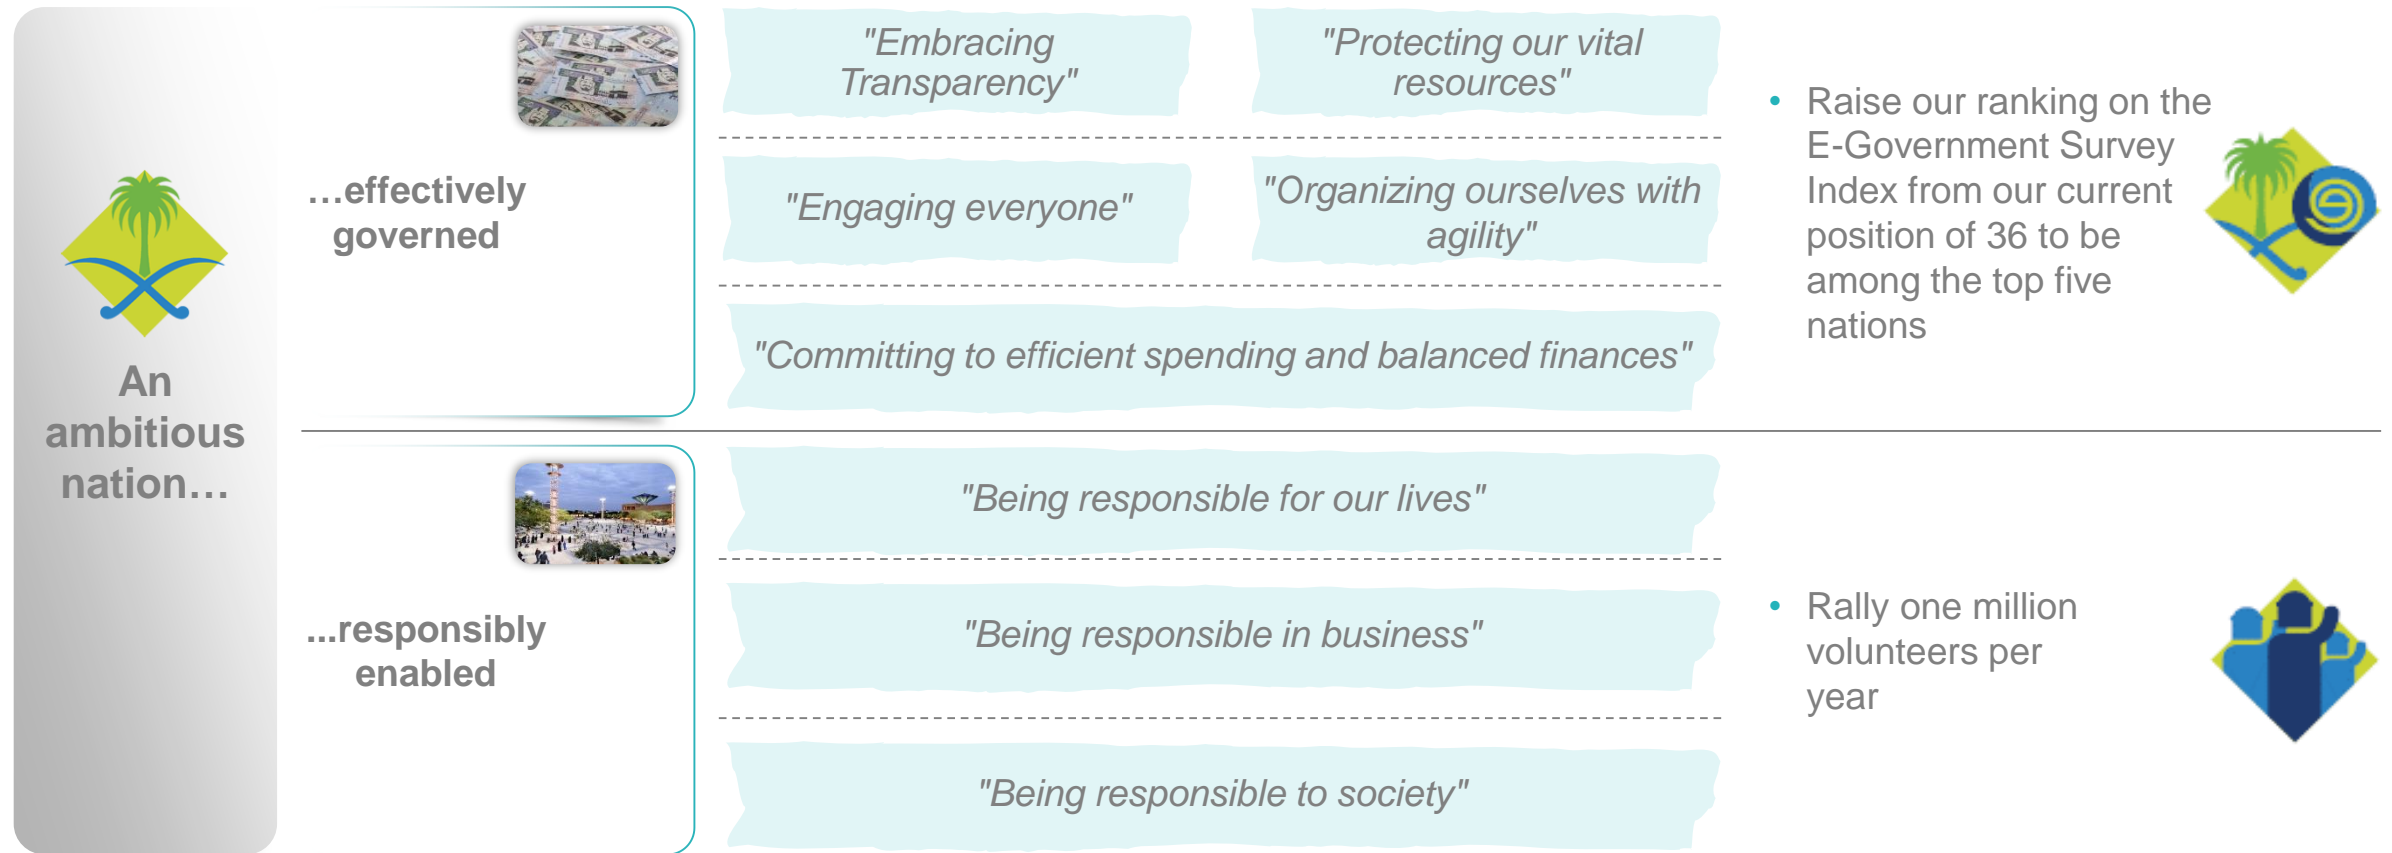 An
ambitious
nation…
…effectively
governed
"Embracing
Transparency"
"Protecting our vital
resources"
"Engaging everyone"
"Organizing ourselves with
agility"
"Committing to efficient spending and balanced finances"
• Raise our ranking on the
E-Government Survey
Index from our current
position of 36 to be
among the top five
nations
...responsibly
enabled
"Being responsible for our lives"
"Being responsible in business"
"Being responsible to society"
• Rally one million
volunteers per
year